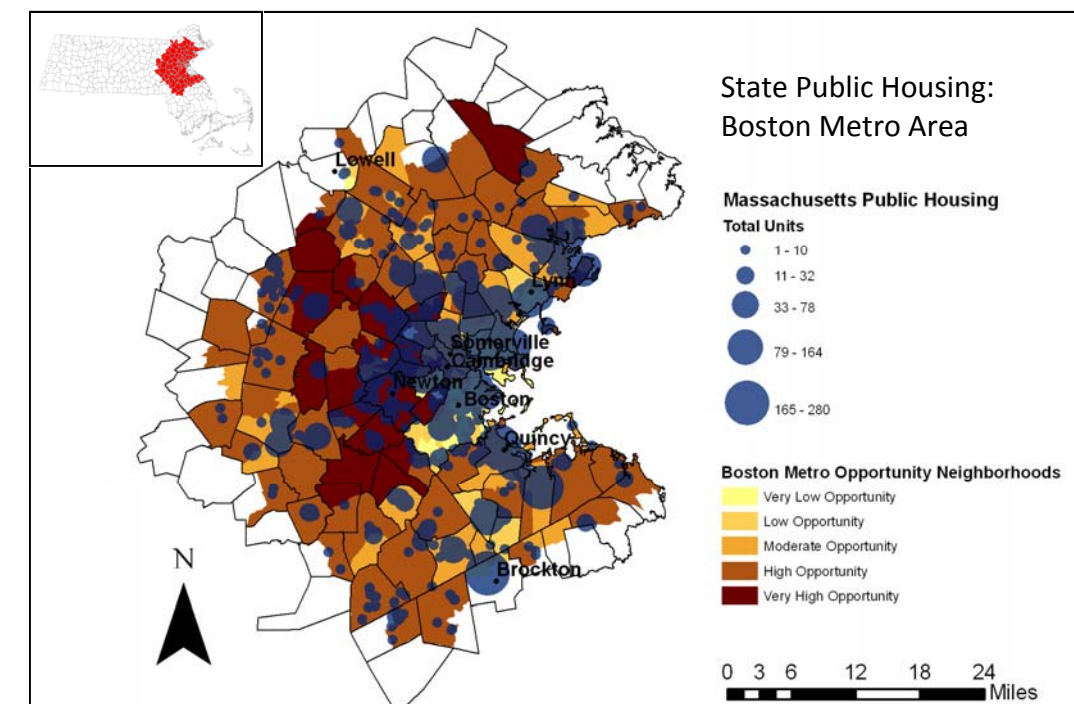 State Public Housing:
Boston Metro Area
Massachusetts Public Housing
Total Units
1 - 10
11 - 32
33 - 78
79 - 164
165 - 280
Boston Metro Opportunity Neighborhoods
Very Low Opportunity
Low Opportunity
Moderate Opportunity
High Opportunity
Very High Opportunity
Lowell
Lynn
Somerville
Cambridge
Newton
Boston
Quincy
Brockton
N
0 3 6 12 18 24
Miles